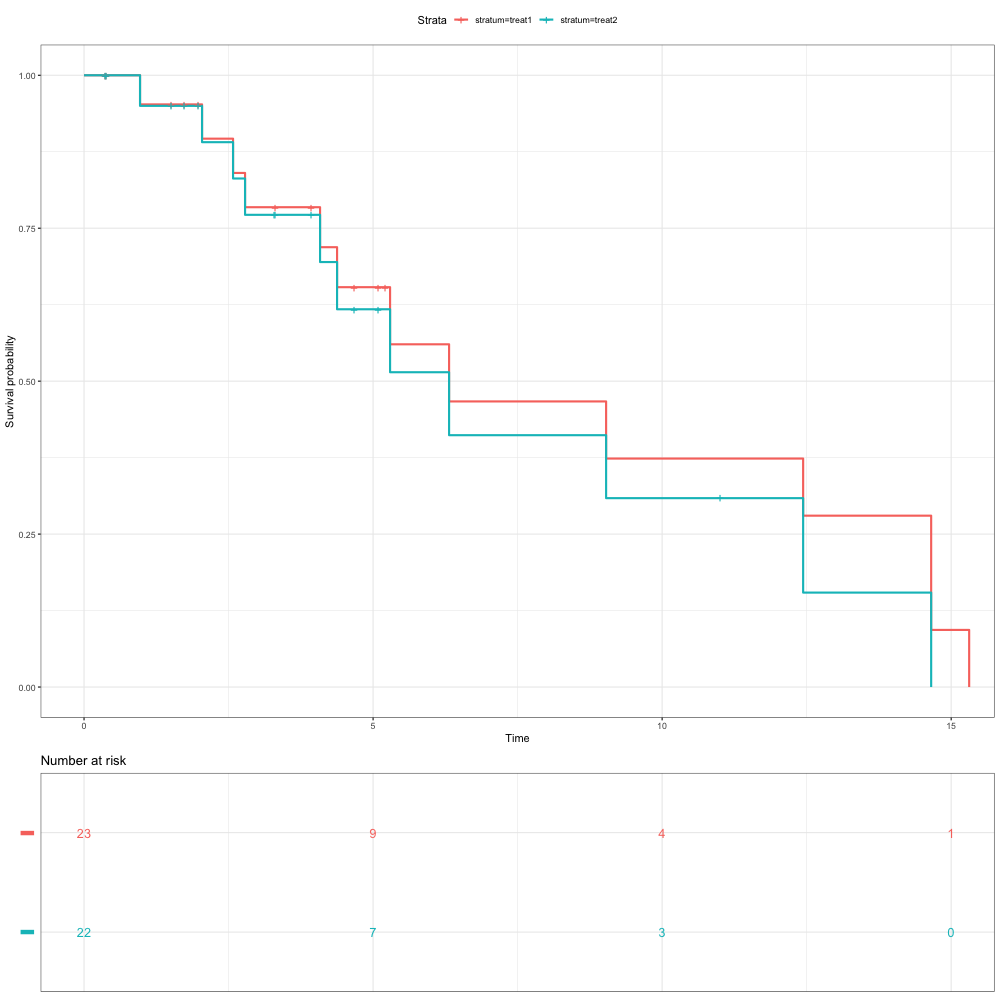 Strata stratum=treat1 stratum=treat2
1.00
0.75
0.50
0.25
0.00
Survival probability
0 5 10 15
Time
Number at risk
23 9 4 1
22 7 3 0